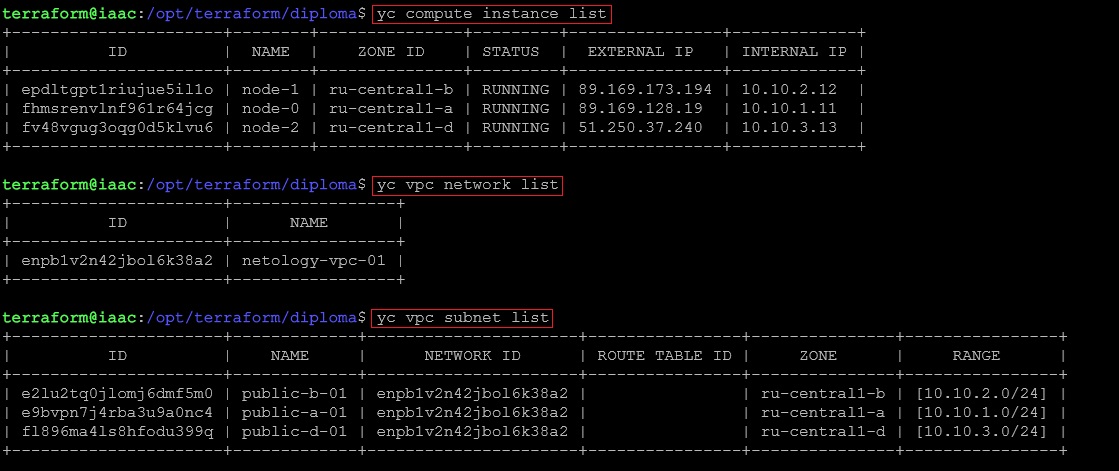 terraform@iaac:/opt/terraform/diploma$ yc compute instance list
+----------------------+--------+---------------+---------+----------------+-------------+
|          ID          |  NAME  |    ZONE ID    | STATUS  |  EXTERNAL IP   | INTERNAL IP |
+----------------------+--------+---------------+---------+----------------+-------------+
| epdltgpt1riujue5il1o | node-1 | ru-central1-b | RUNNING | 89.169.173.194 | 10.10.2.12  |
| fhmsrenvlnf961r64jcg | node-0 | ru-central1-a | RUNNING | 89.169.128.19  | 10.10.1.11  |
| fv48vgug3oqg0d5klvu6 | node-2 | ru-central1-d | RUNNING | 51.250.37.240  | 10.10.3.13  |
+----------------------+--------+---------------+---------+----------------+-------------+
terraform@iaac:/opt/terraform/diploma$ yc vpc network list
+----------------------+-----------------+
|          ID          |      NAME       |
+----------------------+-----------------+
| enpb1v2n42jbol6k38a2 | netology-vpc-01 |
+----------------------+-----------------+
terraform@iaac:/opt/terraform/diploma$ yc vpc subnet list
+----------------------+-------------+----------------------+----------------+---------------+----------------+
|          ID          |    NAME     |      NETWORK ID      | ROUTE TABLE ID |     ZONE      |     RANGE      |
+----------------------+-------------+----------------------+----------------+---------------+----------------+
| e2lu2tq0jlomj6dmf5m0 | public-b-01 | enpb1v2n42jbol6k38a2 |                | ru-central1-b | [10.10.2.0/24] |
| e9bvpn7j4rba3u9a0nc4 | public-a-01 | enpb1v2n42jbol6k38a2 |                | ru-central1-a | [10.10.1.0/24] |
| fl896ma4ls8hfodu399q | public-d-01 | enpb1v2n42jbol6k38a2 |                | ru-central1-d | [10.10.3.0/24] |
+----------------------+-------------+----------------------+----------------+---------------+----------------+